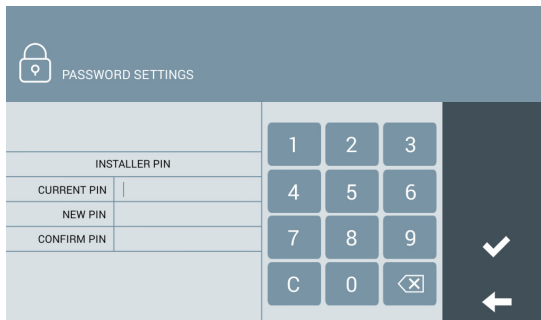 PASSWORD SETTINGS
INSTALLER PIN
CURRENT PIN
NEW PIN
CONFIRM PIN
1 2 3
4 5 6
7 8 9
C 0